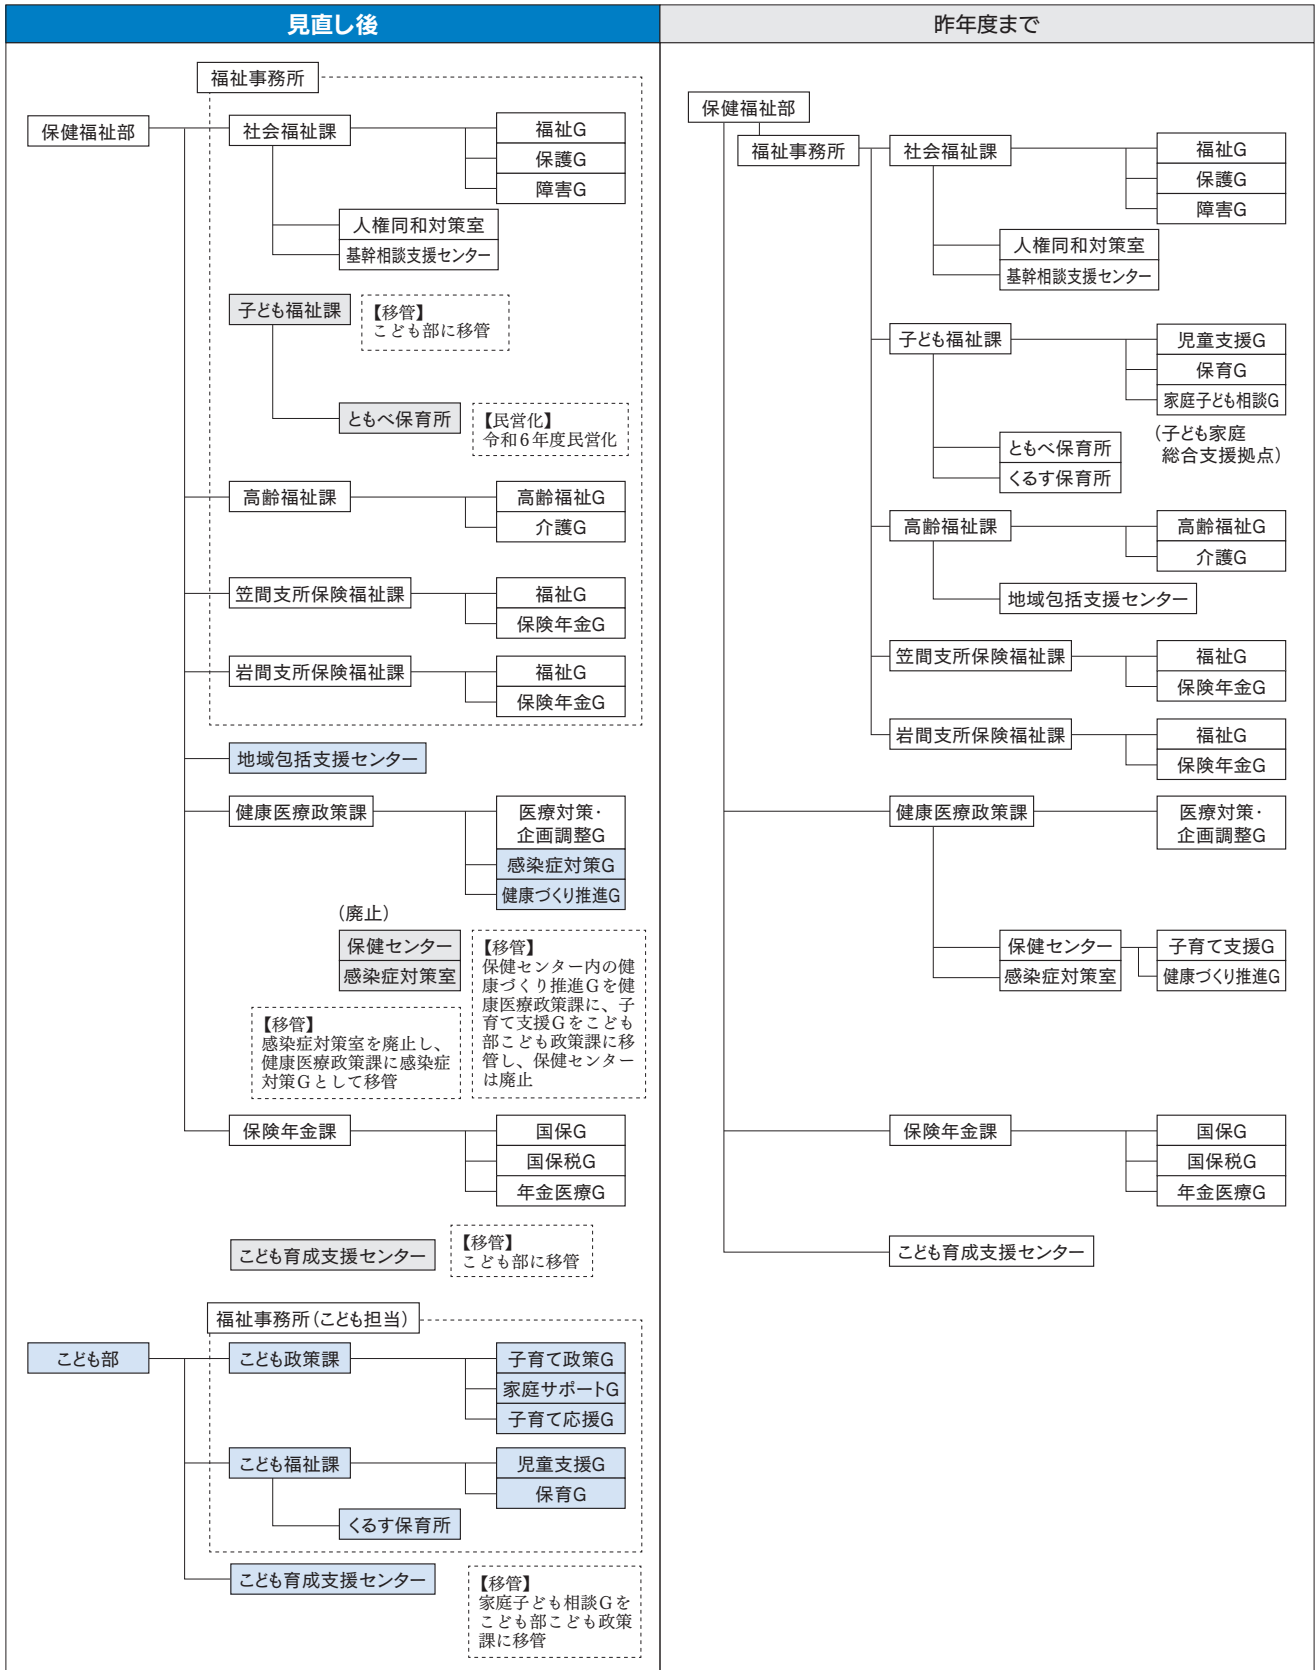 見直し後
福祉事務所
保健福祉部
社会福祉課
福祉G
保護G
障害G
人権同和対策室
基幹相談支援センター
子ども福祉課
【移管】
こども部に移管
ともべ保育所
【民営化】
令和6年度民営化
高齢福祉課
高齢福祉G
介護G
笠間支所保険福祉課
福祉G
保険年金G
岩間支所保険福祉課
福祉G
保険年金G
地域包括支援センター
健康医療政策課
医療対策・
企画調整G
感染症対策G
健康づくり推進G
(廃止)
保健センター
感染症対策室
【移管】
保健センター内の健
康づくり推進Gを健
康医療政策課に、子
育て支援Gをこども
部こども政策課に移
管し、保健センター
は廃止
【移管】
感染症対策室を廃止し、
健康医療政策課に感染症
対策Gとして移管
保険年金課
国保G
国保税G
年金医療G
こども育成支援センター
【移管】
こども部に移管
福祉事務所(こども担当)
こども部
こども政策課
子育て政策G
家庭サポートG
子育て応援G
こども福祉課
児童支援G
保育G
くるす保育所
こども育成支援センター
【移管】
家庭子ども相談Gを
こども部こども政策
課に移管
昨年度まで
保健福祉部
福祉事務所
社会福祉課
福祉G
保護G
障害G
人権同和対策室
基幹相談支援センター
子ども福祉課
児童支援G
保育G
家庭子ども相談G
(子ども家庭
総合支援拠点)
ともべ保育所
くるす保育所
高齢福祉課
高齢福祉G
介護G
地域包括支援センター
笠間支所保険福祉課
福祉G
保険年金G
岩間支所保険福祉課
福祉G
保険年金G
健康医療政策課
医療対策・
企画調整G
保健センター
子育て支援G
感染症対策室
健康づくり推進G
保険年金課
国保G
国保税G
年金医療G
こども育成支援センター